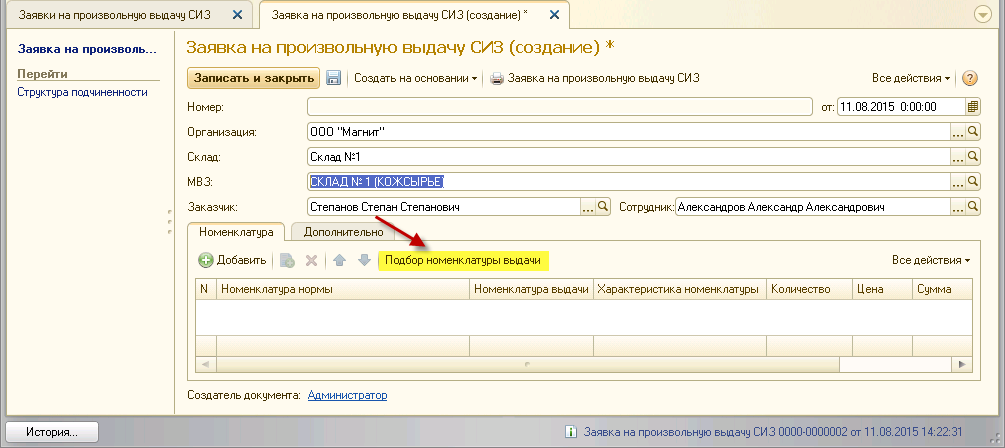 Заявки на произвольную выдачу СИЗ
Заявка на произвольную выдачу СИЗ (создание) *
Заявка на произволь...
Перейти
Структура подчиненности
Заявка на произвольную выдачу СИЗ (создание) *
Записать и закрыть Создать на основании Заявка на произвольную выдачу СИЗ Все действия ?
Номер: от: 11.08.2015 0:00:00
Организация: ООО "Магнит" ...
Склад: Склад №1 ...
МВЗ: СКЛАД № 1 (КОЖСЫРЬЕ) ...
Заказчик: Степанов Степан Степанович ... Сотрудник: Александров Александр Александрович ...
Номенклатура Дополнительно
Добавить Подбор номенклатуры выдачи Все действия
N Номенклатура нормы Номенклатура выдачи Характеристика номенклатуры Количество Цена Сумма
Создатель документа: Администратор
История... Заявка на произвольную выдачу СИЗ 0000-0000002 от 11.08.2015 14:22:31